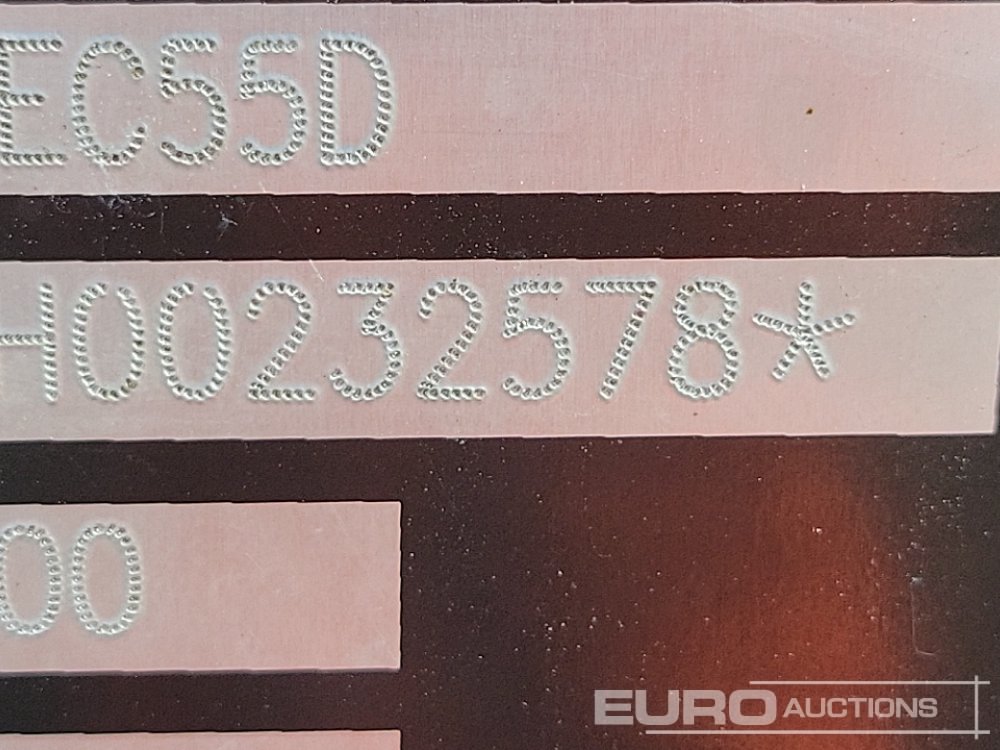 EC55D
H00232578*
00
EURO AUCTIONS